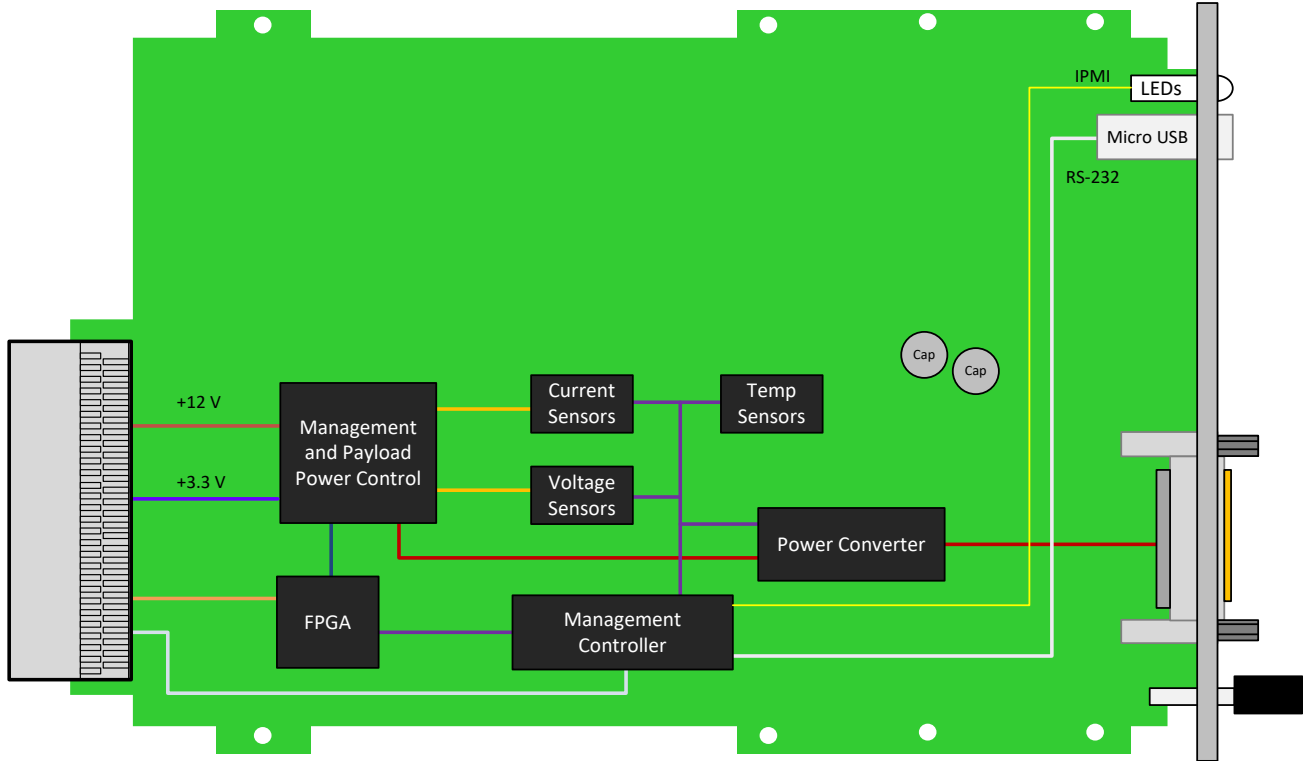 IPMI
LEDs
Micro USB
RS-232
Cap
Cap
+12 V
+3.3 V
Management
and Payload
Power Control
Current
Sensors
Temp
Sensors
Voltage
Sensors
Power Converter
FPGA
Management
Controller